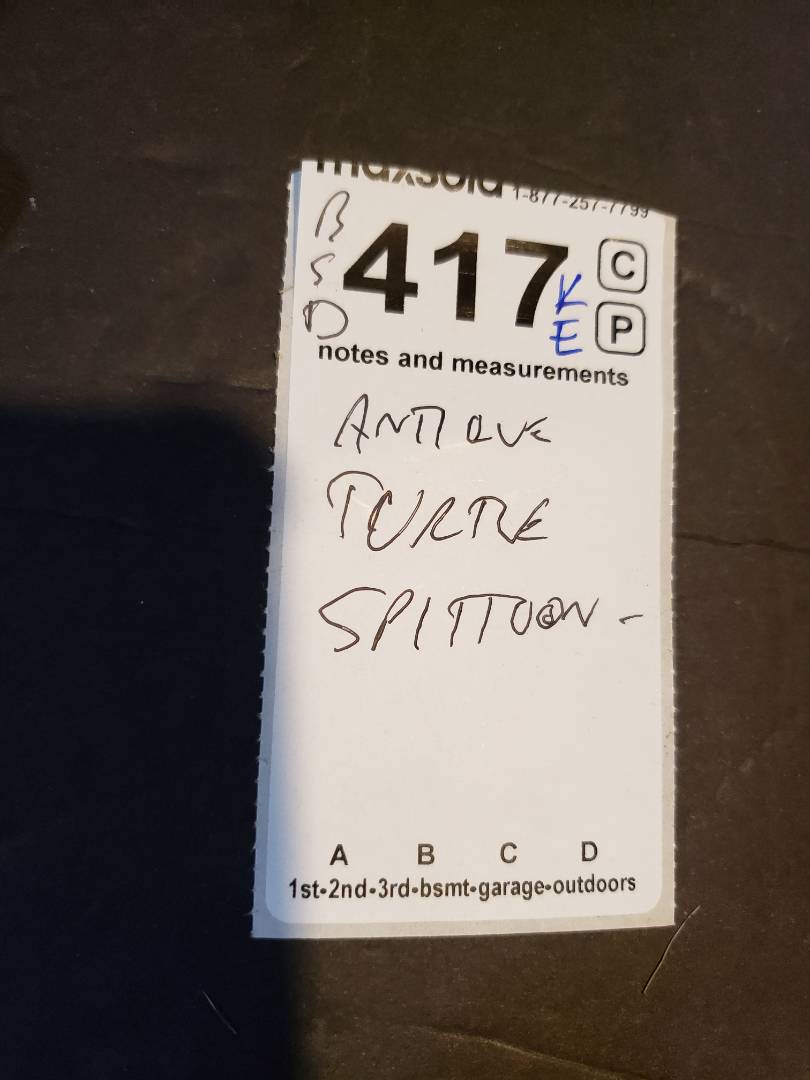 maxsold 1-877-257-7799
B
S
D
417
K
E
C
P
notes and measurements
ANTIQUE
TURTLE
SPITTOON -
A B C D
1st•2nd•3rd•bsmt•garage•outdoors